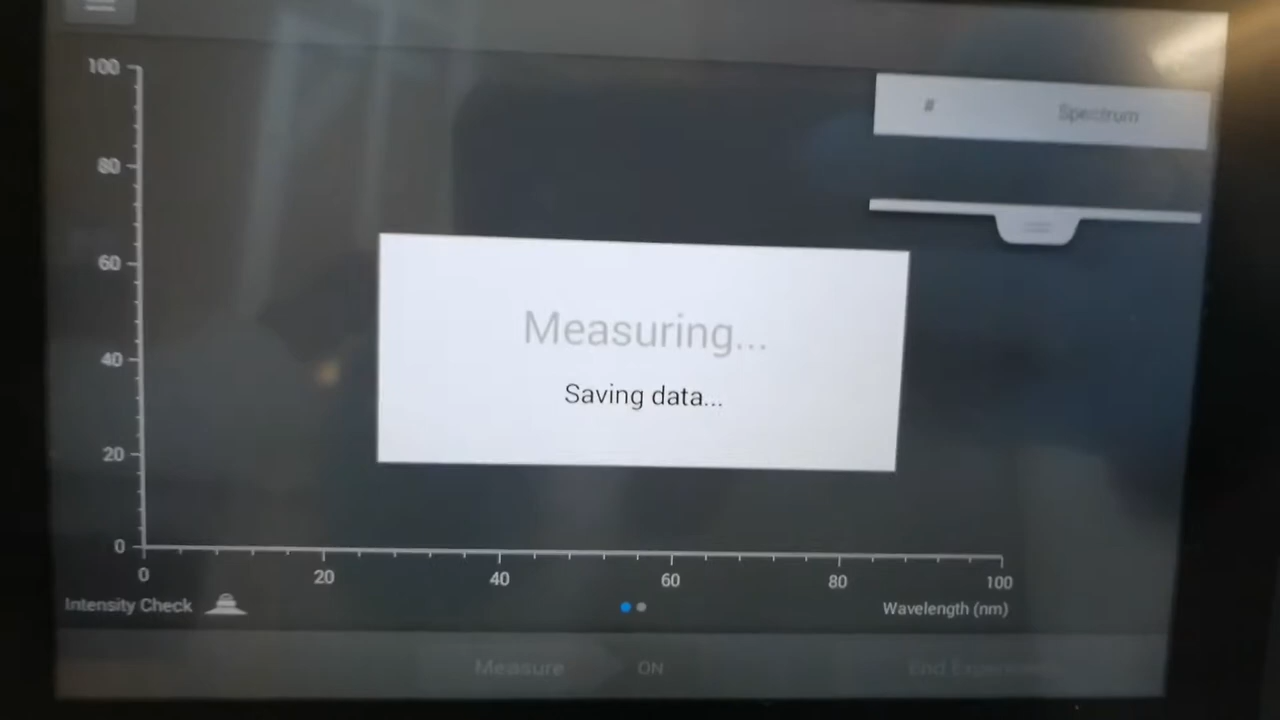 100
# Spectrum
80
60
Measuring...
40
Saving data...
20
0
0 20 40 60 80 100
Intensity Check Wavelength (nm)
Measure ON End Experiment